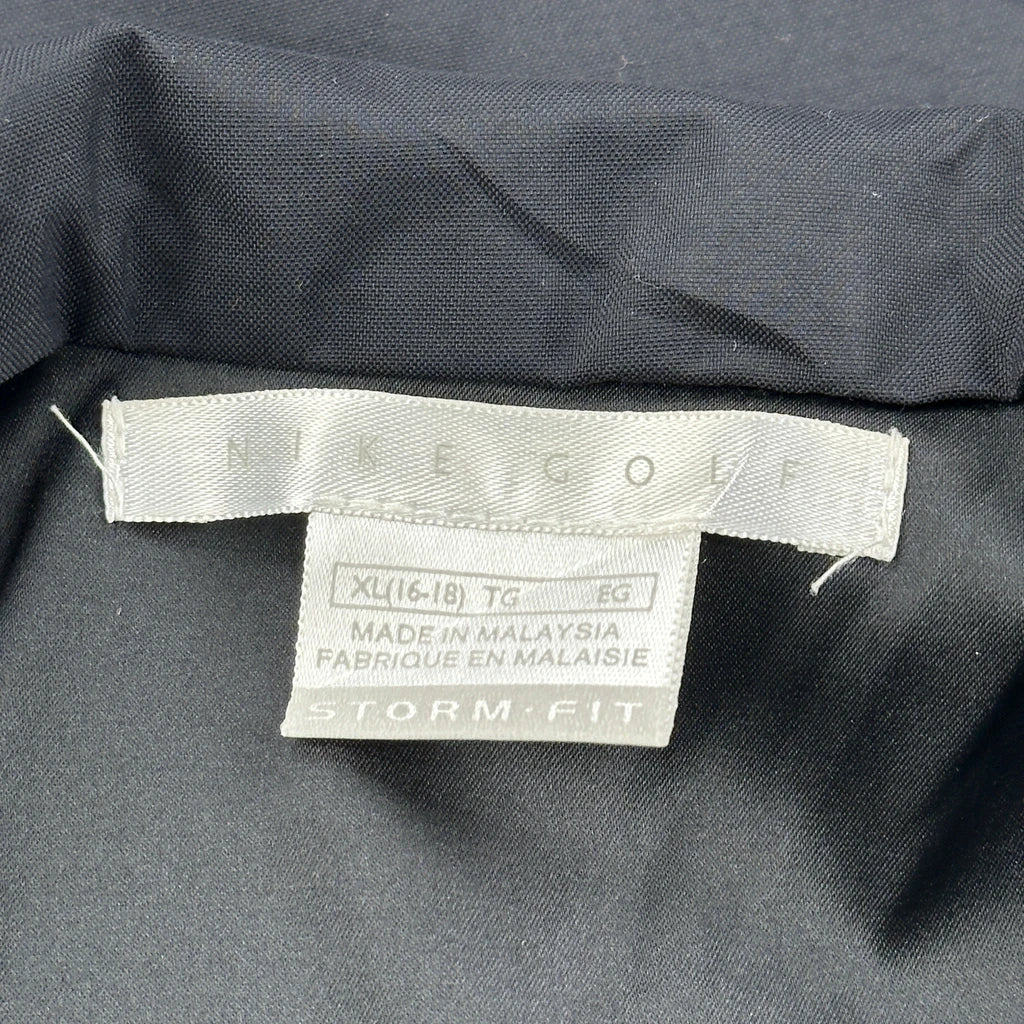 NIKE GOLF
XL(16-18) TG EG
MADE IN MALAYSIA
FABRIQUE EN MALAISIE
STORM·FIT